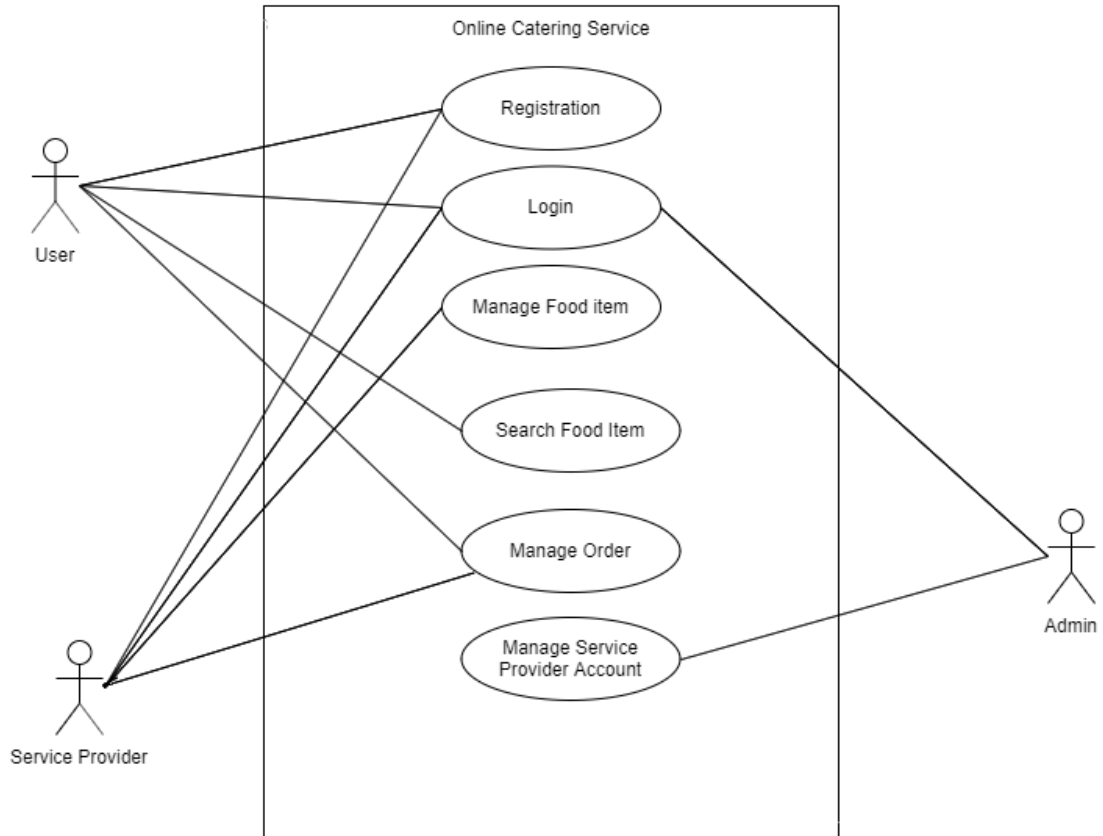 Online Catering Service
Registration
Login
User
Manage Food item
Search Food Item
Manage Order
Manage Service
Provider Account
Admin
Service Provider